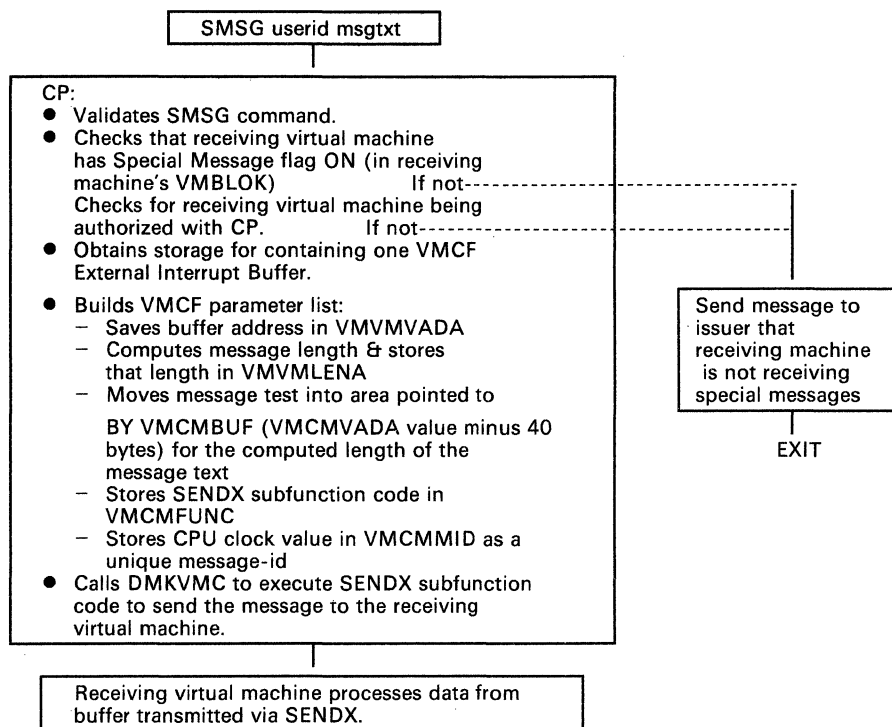 SMSG userid msgtxt
CP:
● Validates SMSG command.
● Checks that receiving virtual machine
has Special Message flag ON (in receiving
machine's VMBLOK) If not
Checks for receiving virtual machine being
authorized with CP. If not
● Obtains storage for containing one VMCF
External Interrupt Buffer.
● Builds VMCF parameter list:
– Saves buffer address in VMVMVADA
– Computes message length & stores
that length in VMVMLENA
– Moves message test into area pointed to
BY VMCMBUF (VMCMVADA value minus 40
bytes) for the computed length of the
message text
– Stores SENDX subfunction code in
VMCMFUNC
– Stores CPU clock value in VMCMMID as a
unique message-id
● Calls DMKVMC to execute SENDX subfunction
code to send the message to the receiving
virtual machine.
Send message to
issuer that
receiving machine
is not receiving
special messages
EXIT
Receiving virtual machine processes data from
buffer transmitted via SENDX.